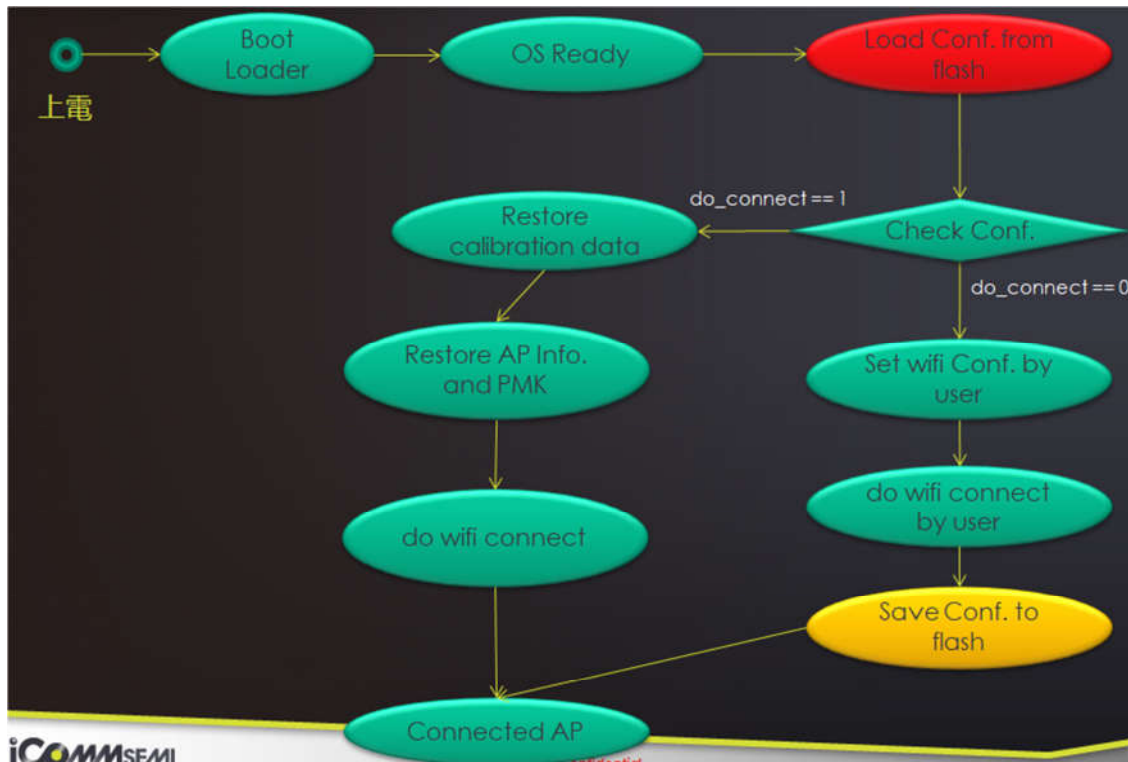 Boot
Loader
OS Ready
Load Conf. from
flash
上電
do_connect == 1
Restore
calibration data
Check Conf.
do_connect == 0
Restore AP Info.
and PMK
Set wifi Conf. by
user
do wifi connect
do wifi connect
by user
Save Conf. to
flash
Connected AP
iCOMMSEMI